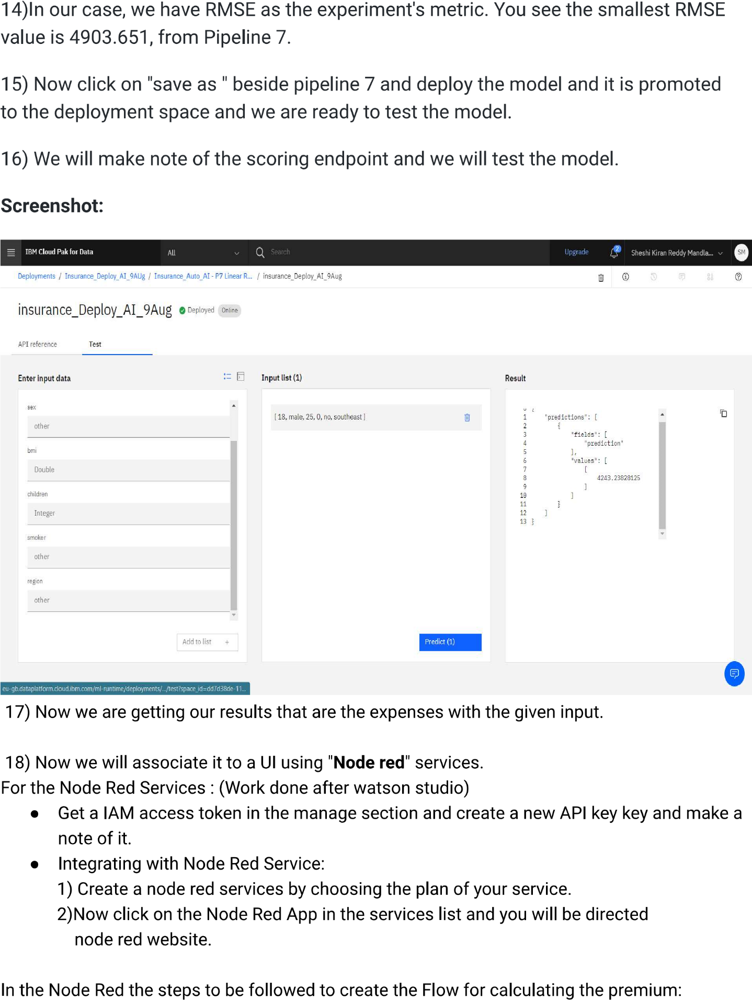 14)In our case, we have RMSE as the experiment's metric. You see the smallest RMSE
value is 4903.651, from Pipeline 7.
15) Now click on "save as " beside pipeline 7 and deploy the model and it is promoted
to the deployment space and we are ready to test the model.
16) We will make note of the scoring endpoint and we will test the model.
Screenshot:
IBM Cloud Pak for Data All Search Upgrade 2 Sheshi Kiran Reddy Mandla... SM
Deployments / Insurance_Deploy_AI_9AUg / Insurance_Auto_AI - P7 Linear R... / insurance_Deploy_AI_9Aug
insurance_Deploy_AI_9Aug Deployed Online
API reference Test
Enter input data
sex
other
bmi
Double
children
Integer
smoker
other
region
other
Add to list +
Input list (1)
[ 18, male, 25, 0, no, southeast ]
Predict (1)
Result
0 {
1 "predictions": [
2 {
3 "fields": [
4 "prediction"
5 ],
6 "values": [
7 [
8 4243.23828125
9 ]
10 ]
11 }
12 ]
13 }
eu-gb.dataplatform.cloud.ibm.com/ml-runtime/deployments/.../test?space_id=dd7d38de-11...
17) Now we are getting our results that are the expenses with the given input.
18) Now we will associate it to a UI using "Node red" services.
For the Node Red Services : (Work done after watson studio)
● Get a IAM access token in the manage section and create a new API key key and make a
note of it.
● Integrating with Node Red Service:
1) Create a node red services by choosing the plan of your service.
2)Now click on the Node Red App in the services list and you will be directed
node red website.
In the Node Red the steps to be followed to create the Flow for calculating the premium: